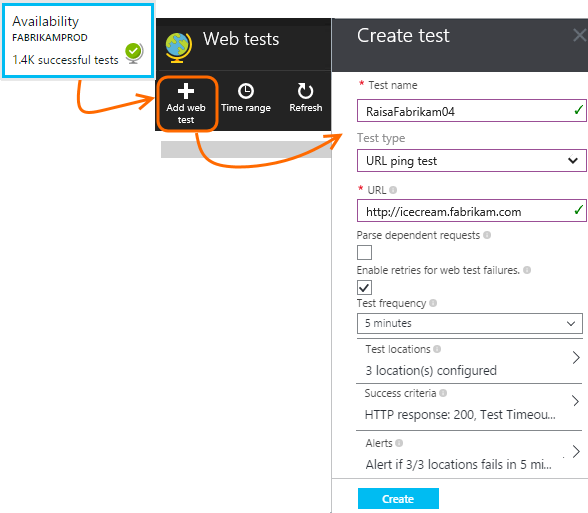 Availability
FABRIKAMPROD
1.4K successful tests
Web tests
Add web
test
Time range
Refresh
Create test
* Test name
RaisaFabrikam04
Test type
URL ping test
* URL
http://icecream.fabrikam.com
Parse dependent requests
Enable retries for web test failures.
Test frequency
5 minutes
Test locations
3 location(s) configured
Success criteria
HTTP response: 200, Test Timeou...
Alerts
Alert if 3/3 locations fails in 5 mi...
Create